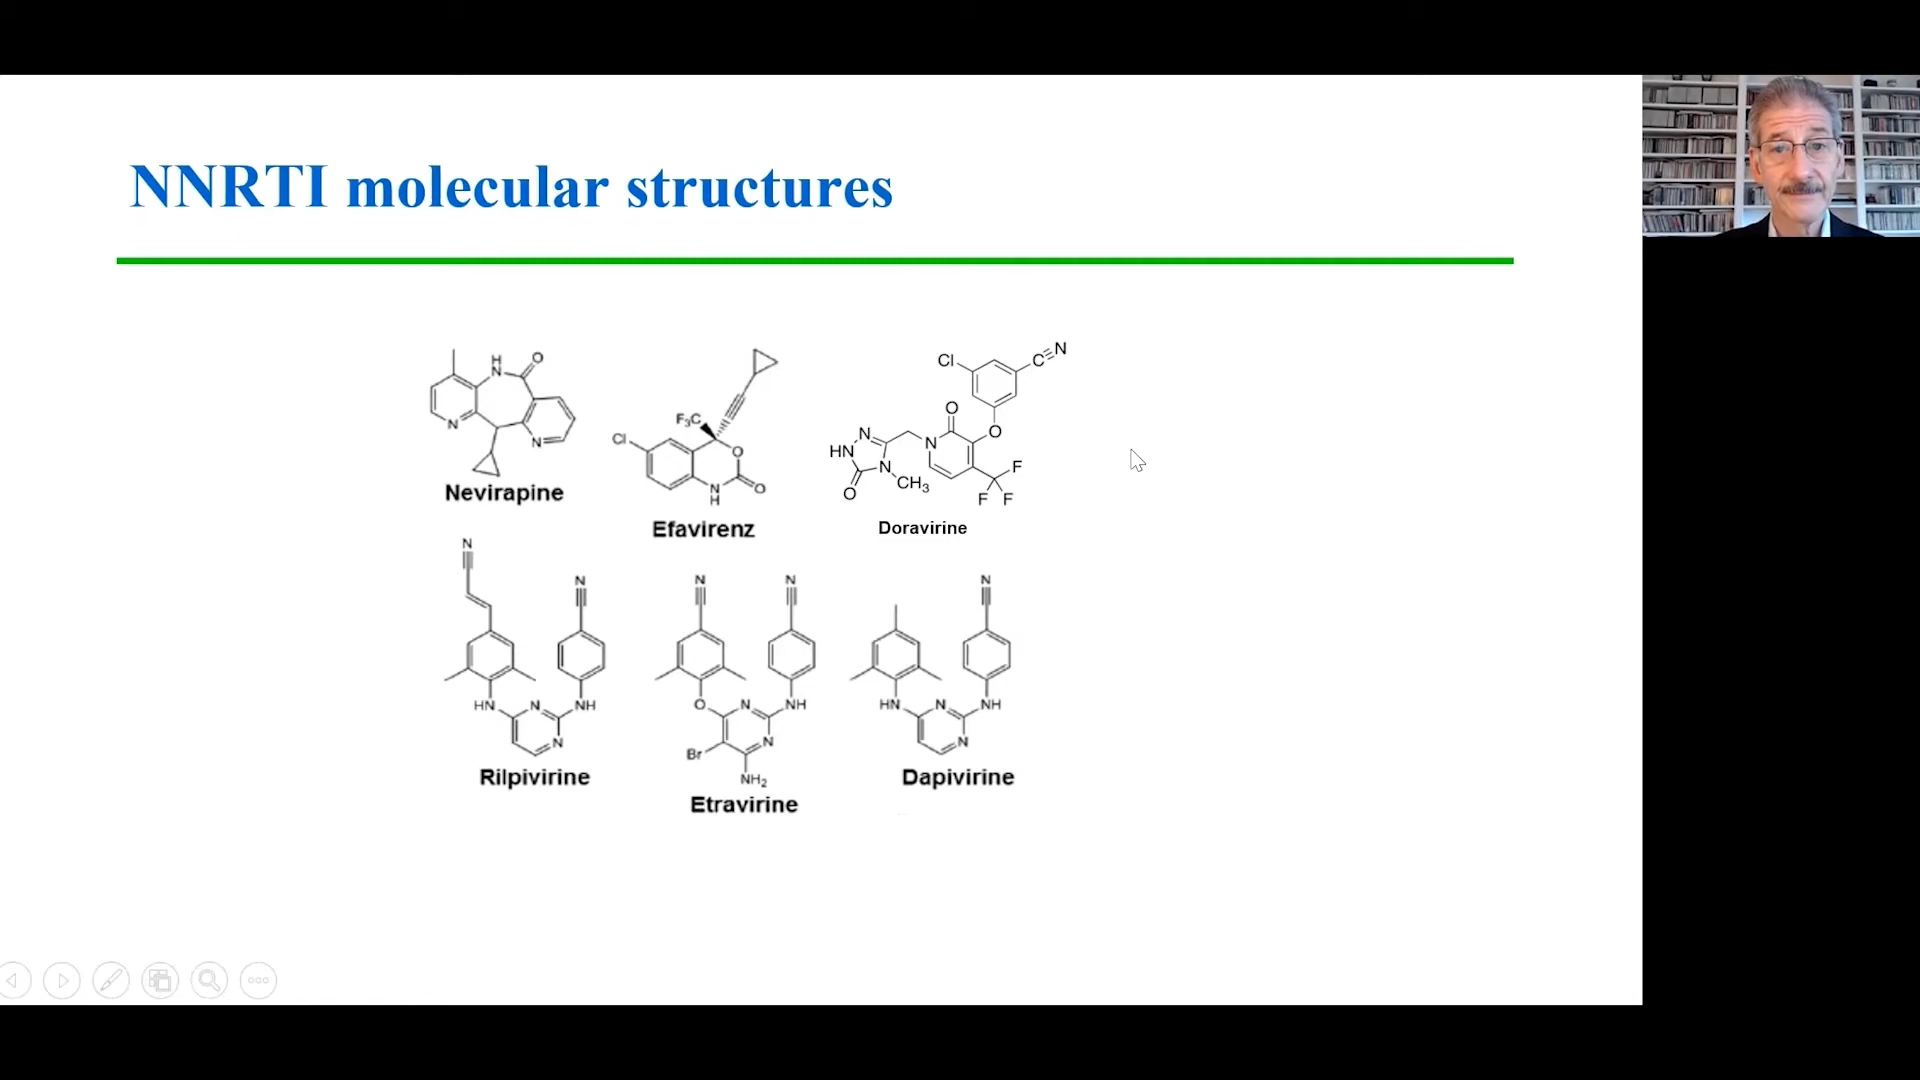 NNRTI molecular structures
H
N
O
N
N
Nevirapine
F₃C
Cl
O
N
H
O
Efavirenz
Cl
C≡N
O
O
N
N
HN
N
CH₃
O
F
F F
Doravirine
N
N
HN
N
NH
N
Rilpivirine
N
N
O
N
NH
N
Br
NH₂
Etravirine
N
HN
N
NH
N
Dapivirine